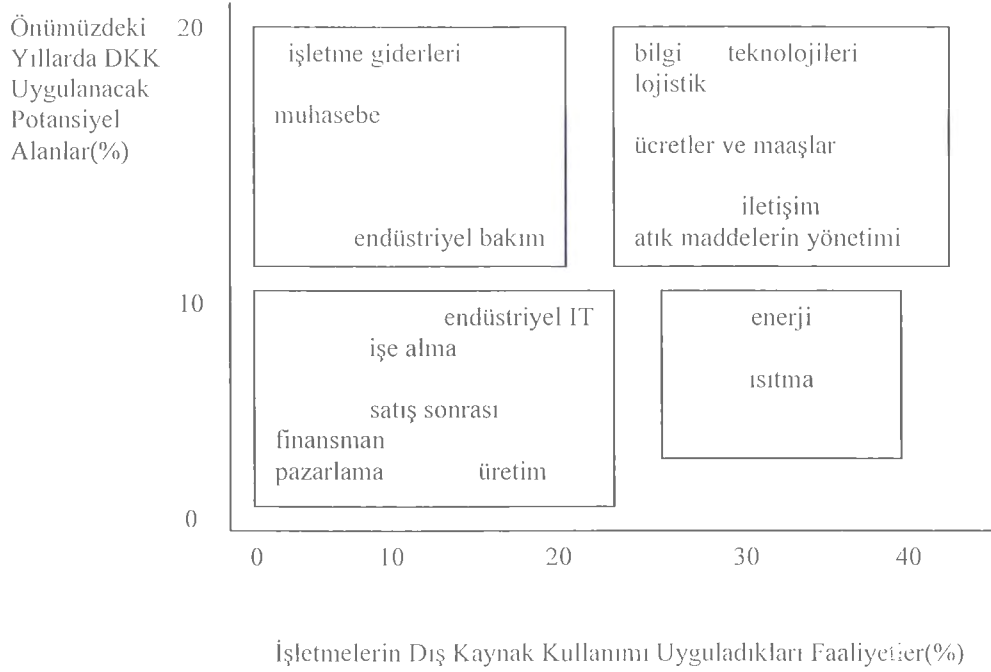 Önümüzdeki
Yıllarda DKK
Uygulanacak
Potansiyel
Alanlar(%)
20
işletme giderleri
muhasebe
endüstriyel bakım
bilgi teknolojileri
lojistik
ücretler ve maaşlar
iletişim
atık maddelerin yönetimi
10
endüstriyel IT
işe alma
satış sonrası
finansman
pazarlama üretim
enerji
ısıtma
0
0 10 20 30 40
İşletmelerin Dış Kaynak Kullanımı Uyguladıkları Faaliyetler(%)